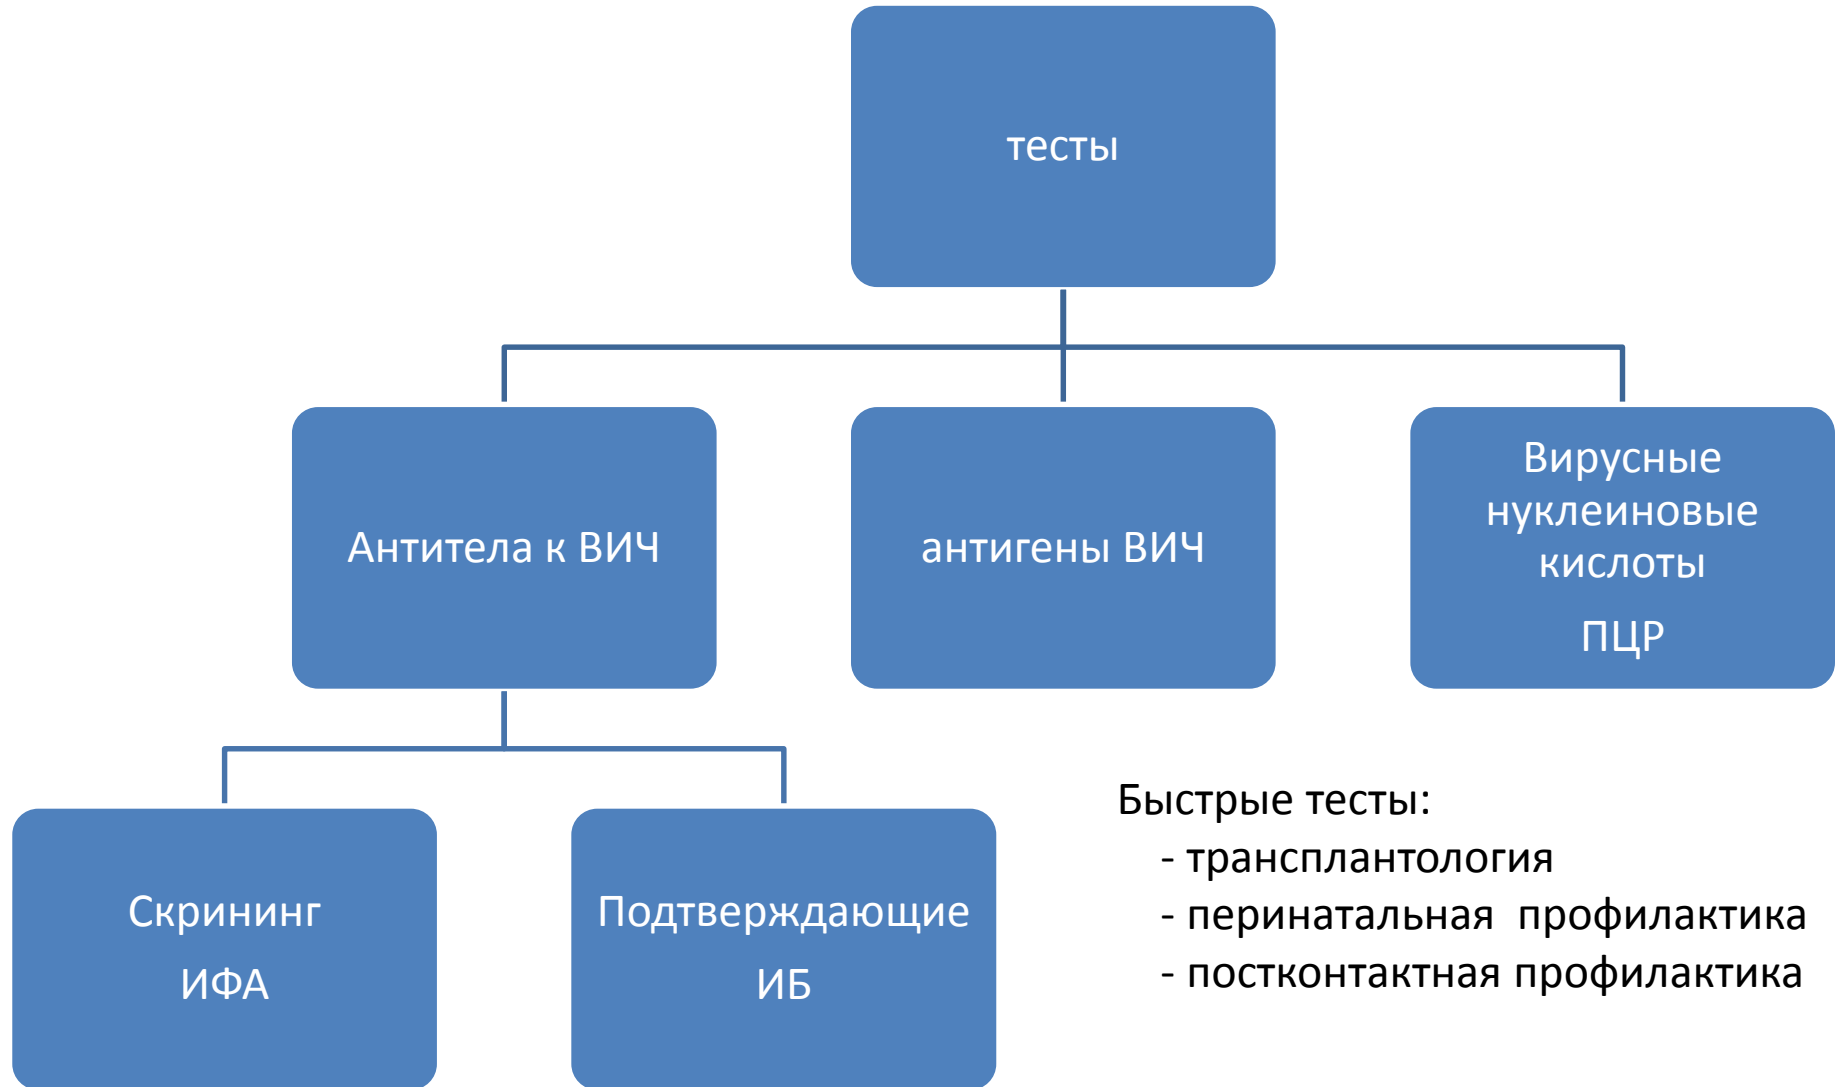 тесты
Антитела к ВИЧ
антигены ВИЧ
Вирусные
нуклеиновые
кислоты
ПЦР
Скрининг
ИФА
Подтверждающие
ИБ
Быстрые тесты:
- трансплантология
- перинатальная профилактика
- постконтактная профилактика